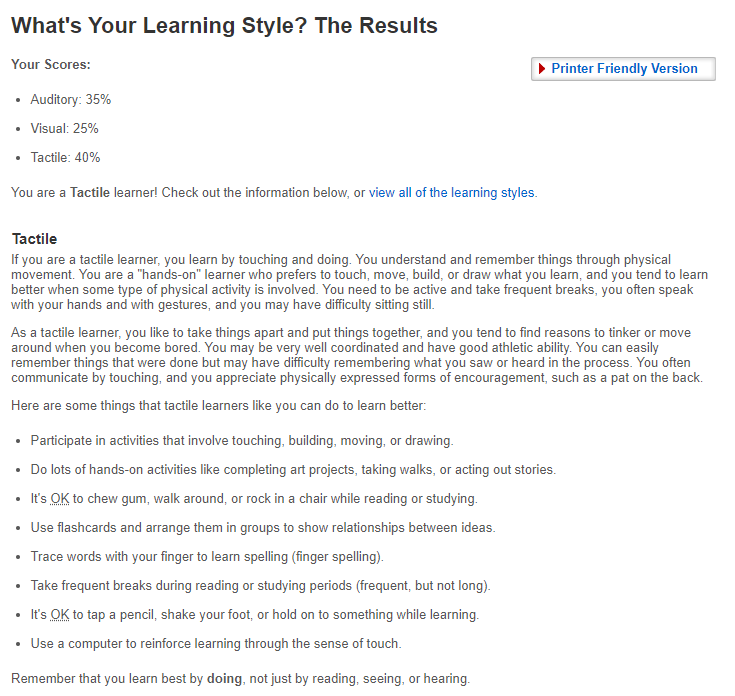 What's Your Learning Style? The Results
Your Scores:
Printer Friendly Version
Auditory: 35%
Visual: 25%
Tactile: 40%
You are a Tactile learner! Check out the information below, or view all of the learning styles.
Tactile
If you are a tactile learner, you learn by touching and doing. You understand and remember things through physical
movement. You are a "hands-on" learner who prefers to touch, move, build, or draw what you learn, and you tend to learn
better when some type of physical activity is involved. You need to be active and take frequent breaks, you often speak
with your hands and with gestures, and you may have difficulty sitting still.
As a tactile learner, you like to take things apart and put things together, and you tend to find reasons to tinker or move
around when you become bored. You may be very well coordinated and have good athletic ability. You can easily
remember things that were done but may have difficulty remembering what you saw or heard in the process. You often
communicate by touching, and you appreciate physically expressed forms of encouragement, such as a pat on the back.
Here are some things that tactile learners like you can do to learn better:
Participate in activities that involve touching, building, moving, or drawing.
Do lots of hands-on activities like completing art projects, taking walks, or acting out stories.
It's OK to chew gum, walk around, or rock in a chair while reading or studying.
Use flashcards and arrange them in groups to show relationships between ideas.
Trace words with your finger to learn spelling (finger spelling).
Take frequent breaks during reading or studying periods (frequent, but not long).
It's OK to tap a pencil, shake your foot, or hold on to something while learning.
Use a computer to reinforce learning through the sense of touch.
Remember that you learn best by doing, not just by reading, seeing, or hearing.